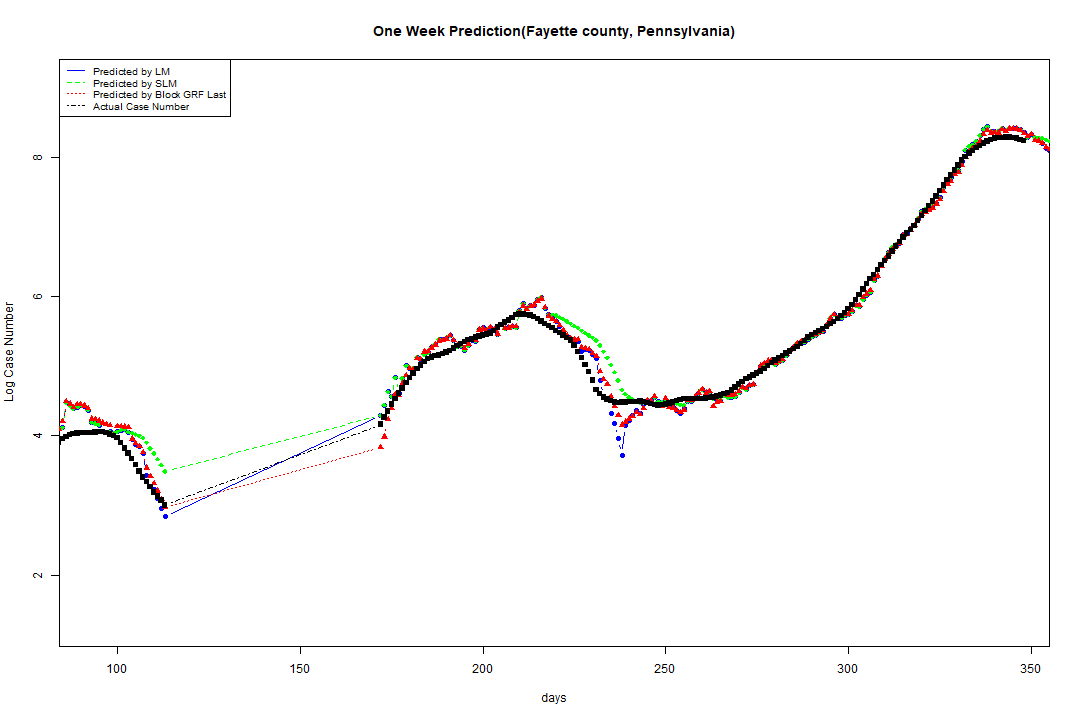 One Week Prediction(Fayette county, Pennsylvania)
Predicted by LM
Predicted by SLM
Predicted by Block GRF Last
Actual Case Number
8
6
4
2
Log Case Number
100 150 200 250 300 350
days